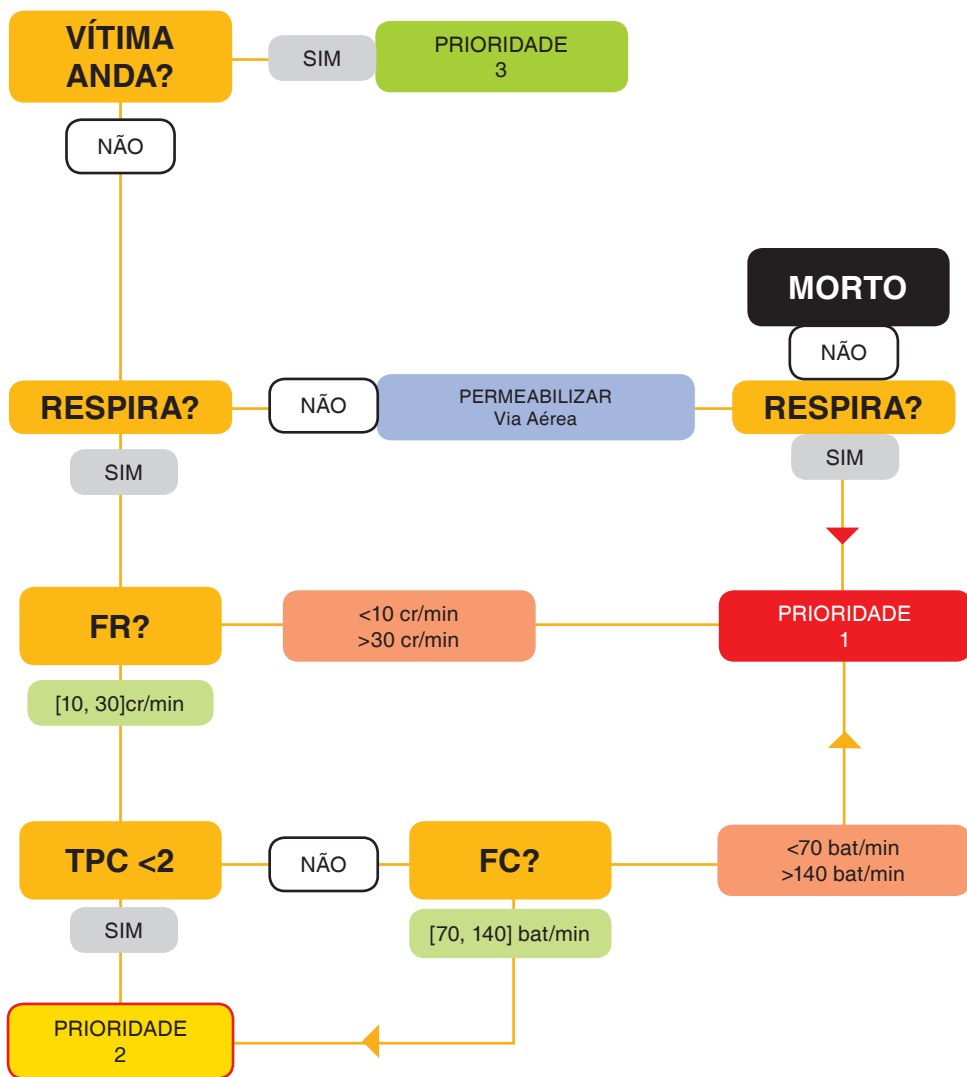 VÍTIMA
ANDA?
SIM
PRIORIDADE
3
NÃO
MORTO
NÃO
RESPIRA?
NÃO
PERMEABILIZAR
Via Aérea
RESPIRA?
SIM
SIM
FR?
<10 cr/min
>30 cr/min
PRIORIDADE
1
[10, 30]cr/min
TPC <2
NÃO
FC?
<70 bat/min
>140 bat/min
SIM
[70, 140] bat/min
PRIORIDADE
2